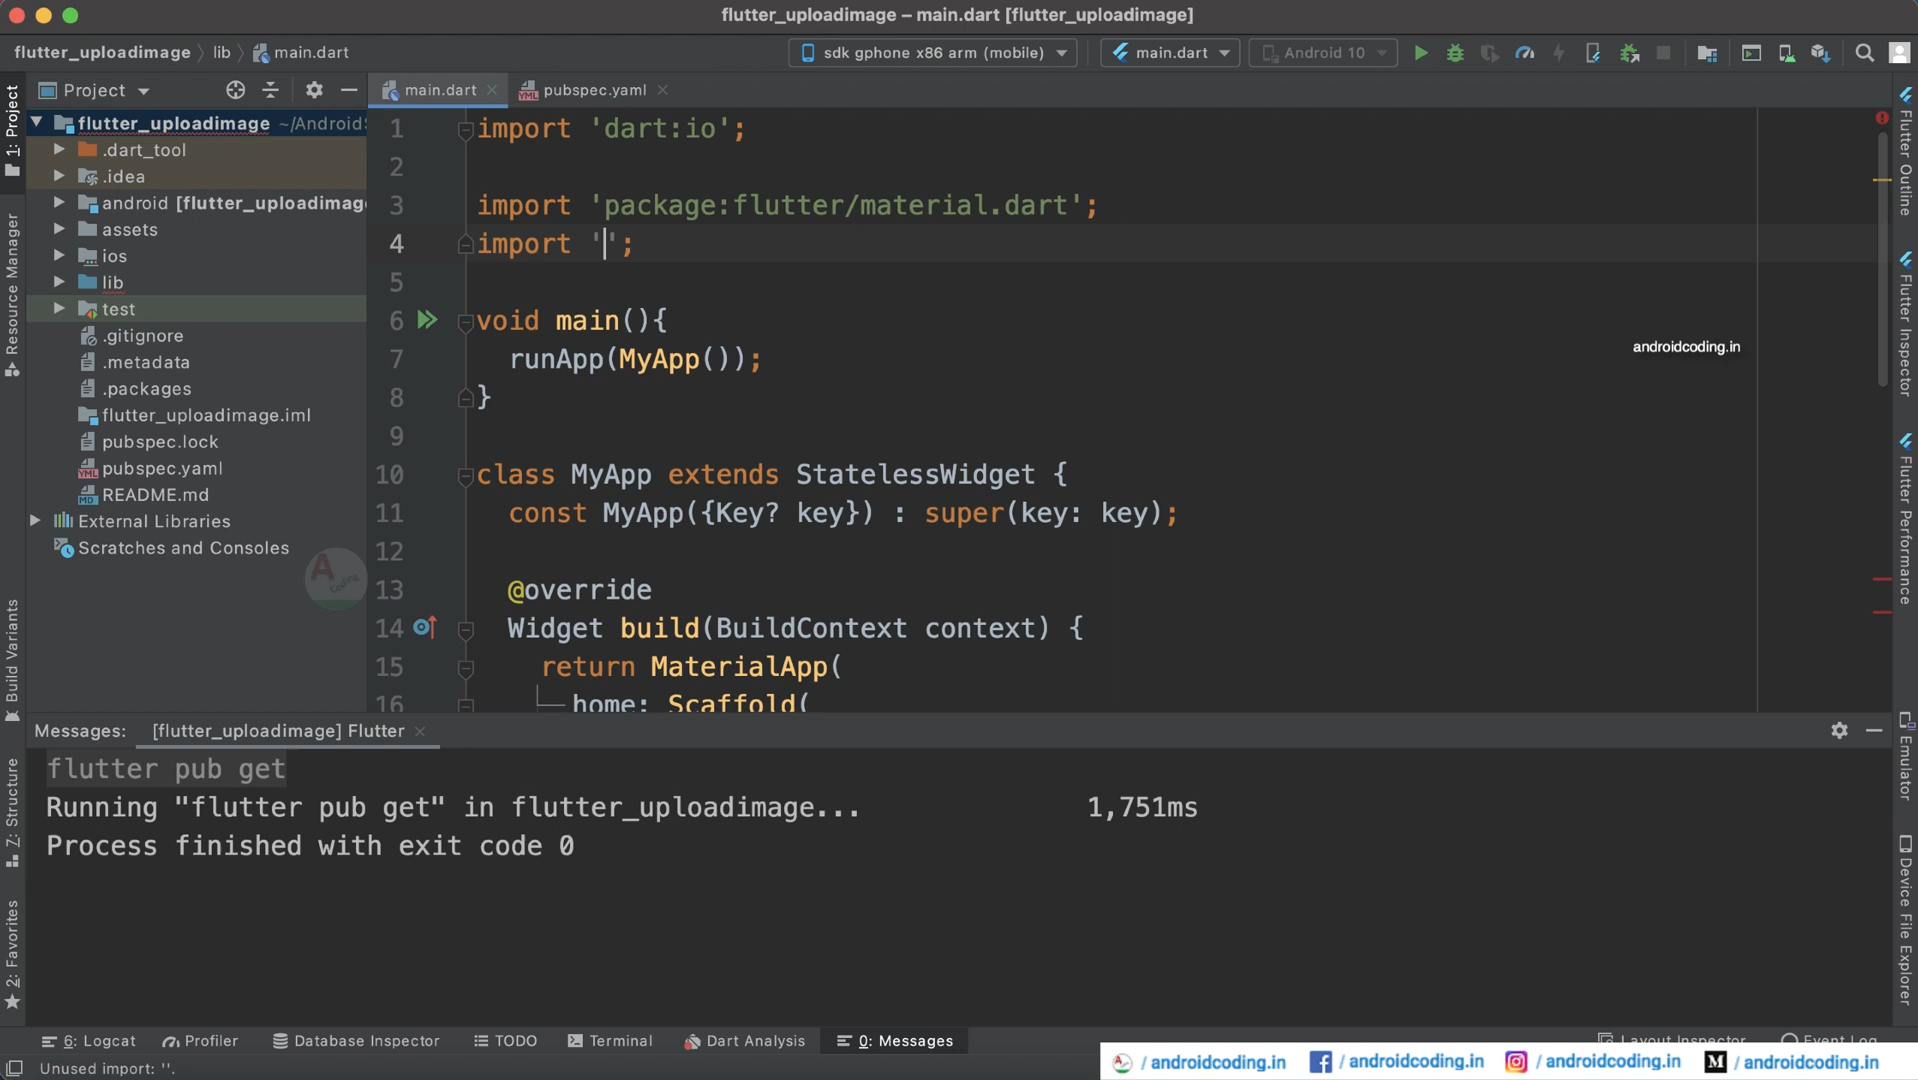 flutter_uploadimage – main.dart [flutter_uploadimage]
flutter_uploadimage lib main.dart
sdk gphone x86 arm (mobile) main.dart Android 10
Project
main.dart
pubspec.yaml
flutter_uploadimage ~/AndroidS
.dart_tool
.idea
android [flutter_uploadimag
assets
ios
lib
test
.gitignore
.metadata
.packages
flutter_uploadimage.iml
pubspec.lock
pubspec.yaml
README.md
External Libraries
Scratches and Consoles
A Coding
1 import 'dart:io';
2
3 import 'package:flutter/material.dart';
4 import '';
5
6 void main(){
7 runApp(MyApp());
8 }
9
10 class MyApp extends StatelessWidget {
11 const MyApp({Key? key}) : super(key: key);
12
13 @override
14 Widget build(BuildContext context) {
15 return MaterialApp(
16 home: Scaffold(
androidcoding.in
1: Project
Resource Manager
Build Variants
Z: Structure
2: Favorites
Flutter Outline
Flutter Inspector
Flutter Performance
Emulator
Device File Explorer
Messages: [flutter_uploadimage] Flutter
flutter pub get
Running "flutter pub get" in flutter_uploadimage... 1,751ms
Process finished with exit code 0
6: Logcat Profiler Database Inspector TODO Terminal Dart Analysis 0: Messages Layout Inspector Event Log
Unused import: ''.
/ androidcoding.in / androidcoding.in / androidcoding.in M / androidcoding.in